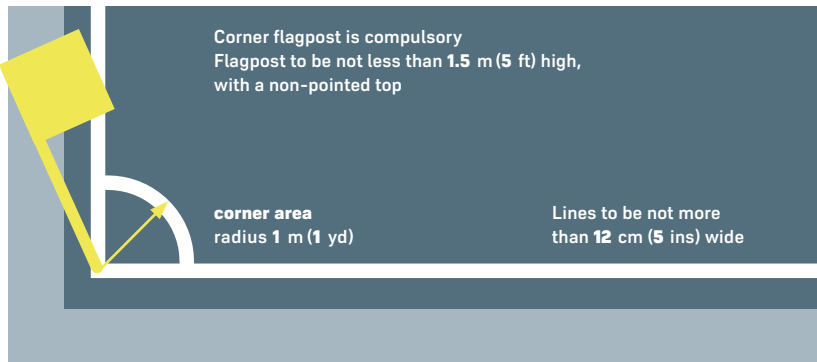 Corner flagpost is compulsory
Flagpost to be not less than 1.5 m (5 ft) high,
with a non-pointed top
corner area
radius 1 m (1 yd)
Lines to be not more
than 12 cm (5 ins) wide